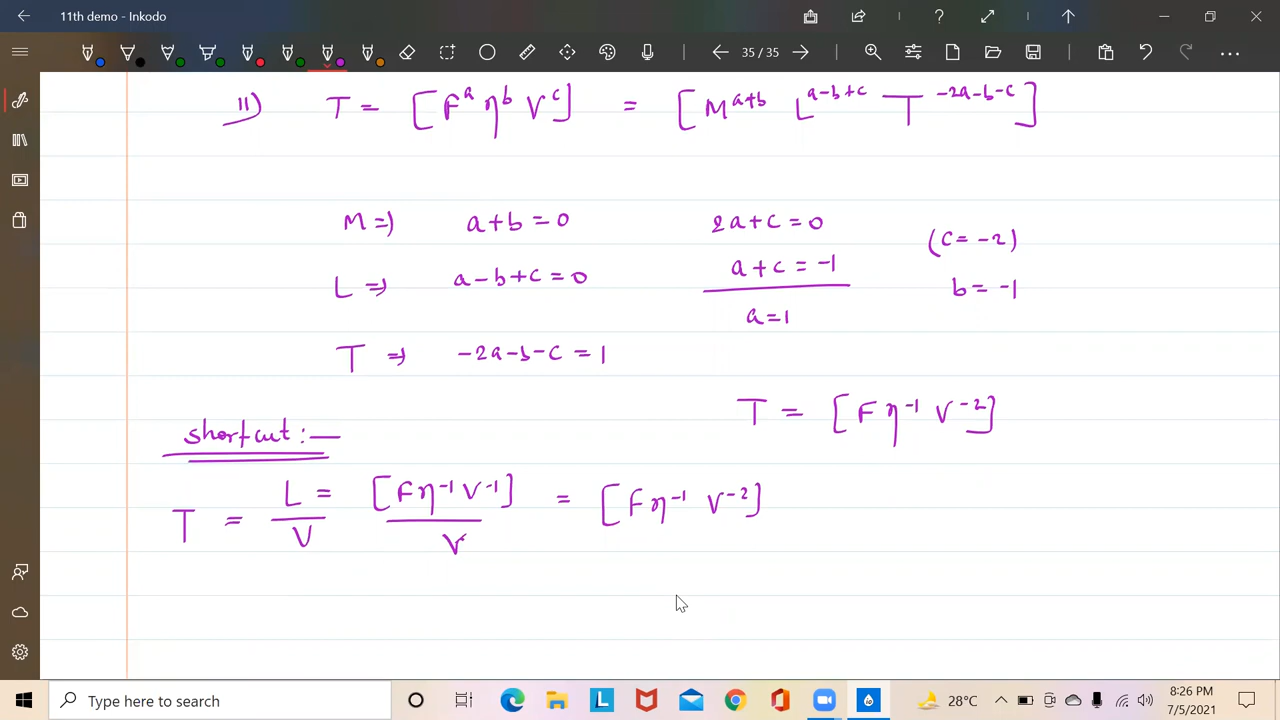 11th demo - Inkodo
35 / 35
11) T = [F^a η^b V^c] = [M^{a+b} L^{a-b+c} T^{-2a-b-c}]
M ⇒ a+b = 0 2a+c = 0 (c = -2)
L ⇒ a-b+c = 0 a+c = -1 b = -1
a = 1
T ⇒ -2a-b-c = 1
T = [F η^{-1} V^{-2}]
shortcut :-
T = L/V = [F η^{-1} V^{-1}]/V = [F η^{-1} V^{-2}]
Type here to search
28°C
8:26 PM
7/5/2021